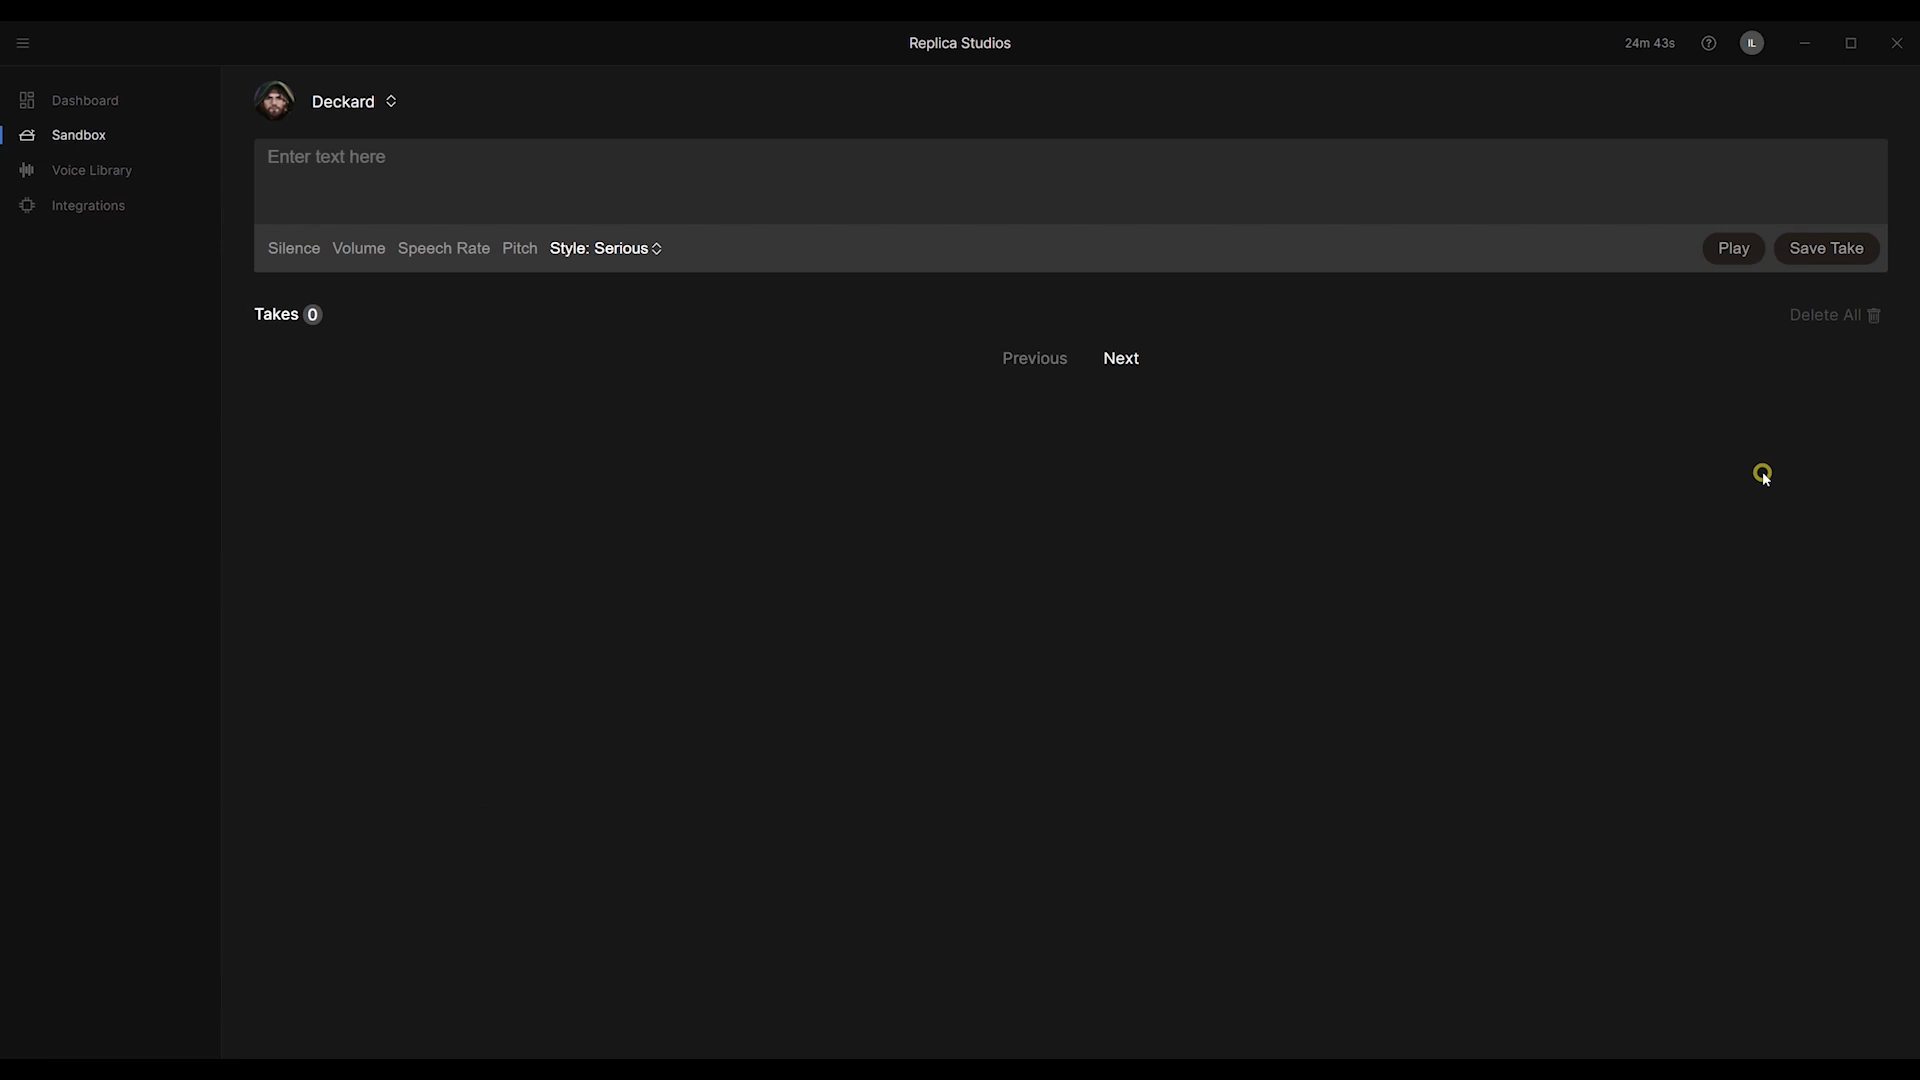 Replica Studios
24m 43s
IL
Dashboard
Sandbox
Voice Library
Integrations
Deckard
Enter text here
Silence Volume Speech Rate Pitch Style: Serious
Play Save Take
Takes 0
Delete All
Previous Next